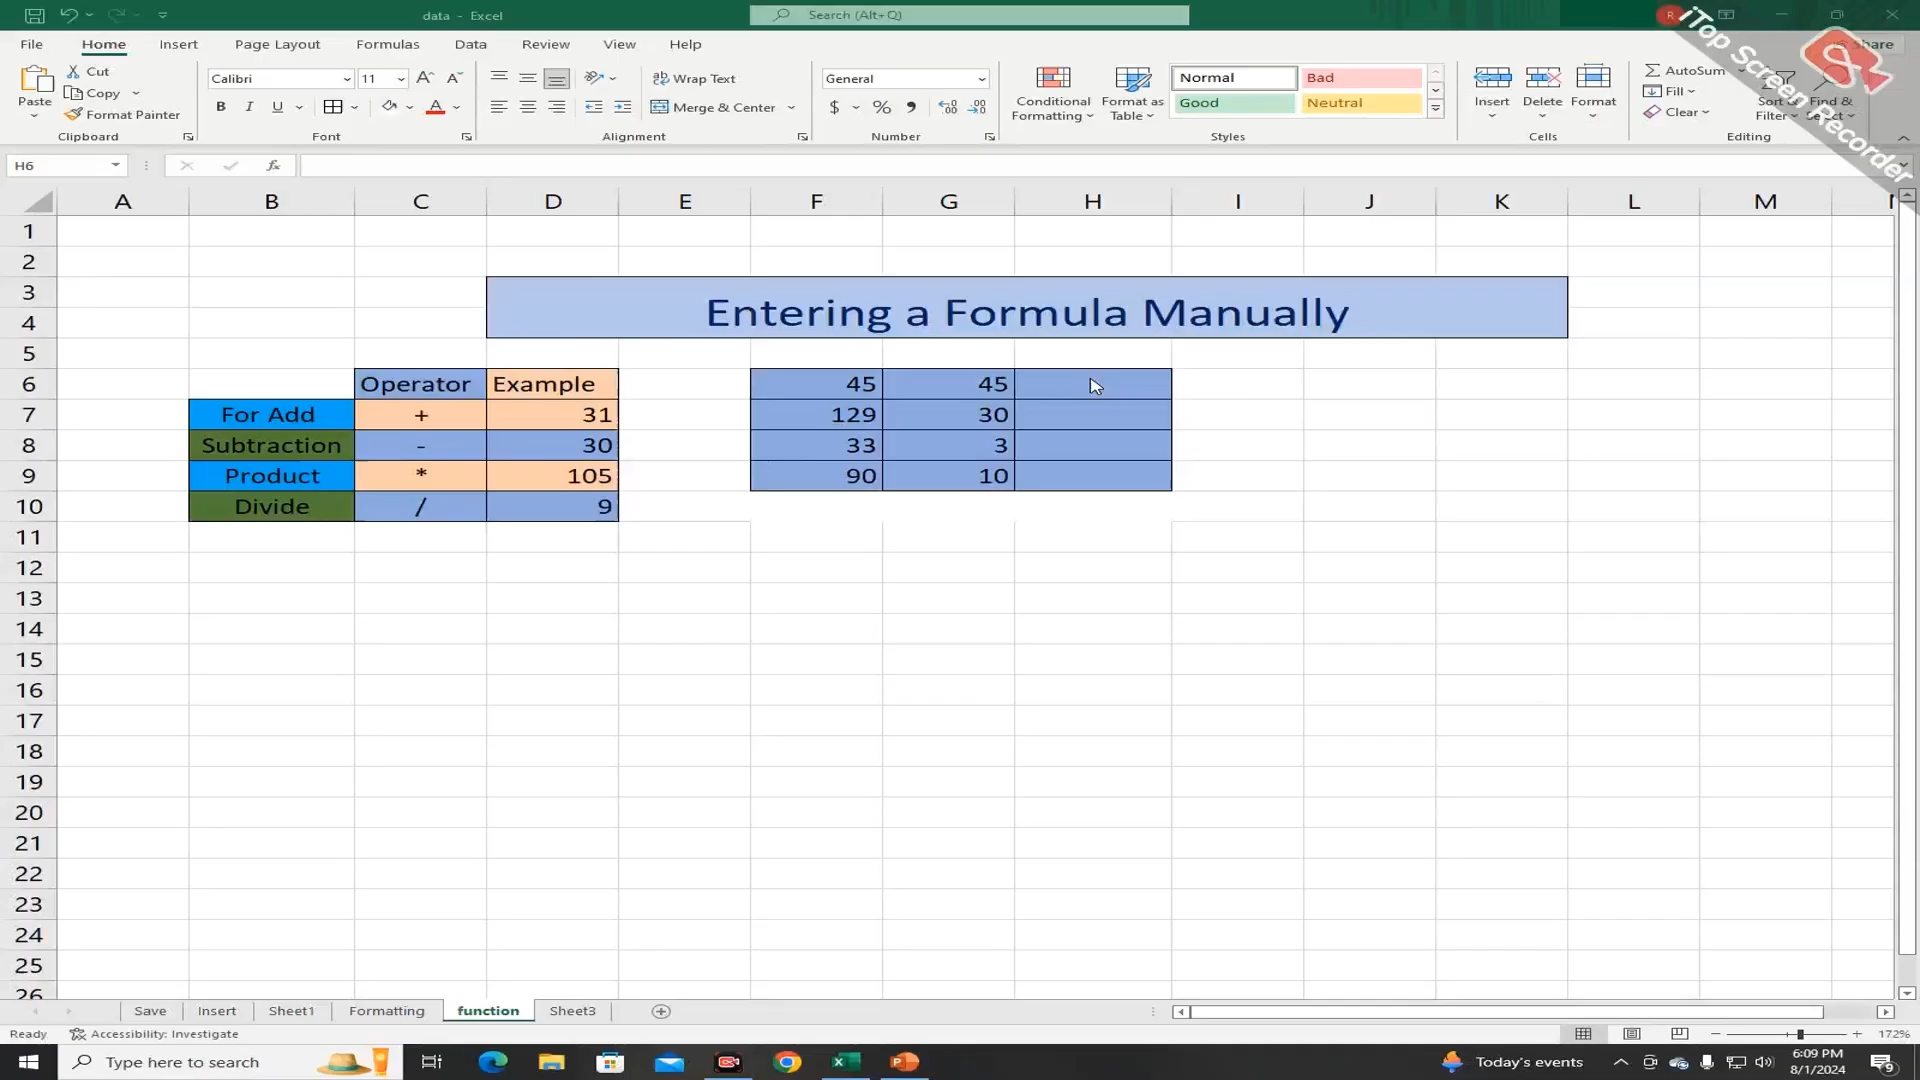 data - Excel
Search (Alt+Q)
R
iTop Screen Recorder
File Home Insert Page Layout Formulas Data Review View Help Share
Paste
Cut
Copy
Format Painter
Clipboard
Calibri 11
B I U
Font
Wrap Text
Merge & Center
Alignment
General
$ % ,
Number
Conditional Formatting
Format as Table
Normal Bad
Good Neutral
Styles
Insert Delete Format
Cells
AutoSum
Fill
Clear
Sort & Filter
Find & Select
Editing
H6 fx
A B C D E F G H I J K L M
1
2
3
4
Entering a Formula Manually
5
6 Operator Example 45 45
7 For Add + 31 129 30
8 Subtraction - 30 33 3
9 Product * 105 90 10
10 Divide / 9
11
12
13
14
15
16
17
18
19
20
21
22
23
24
25
26
Save Insert Sheet1 Formatting function Sheet3
Ready Accessibility: Investigate 172%
Type here to search
Today's events
6:09 PM
8/1/2024
9